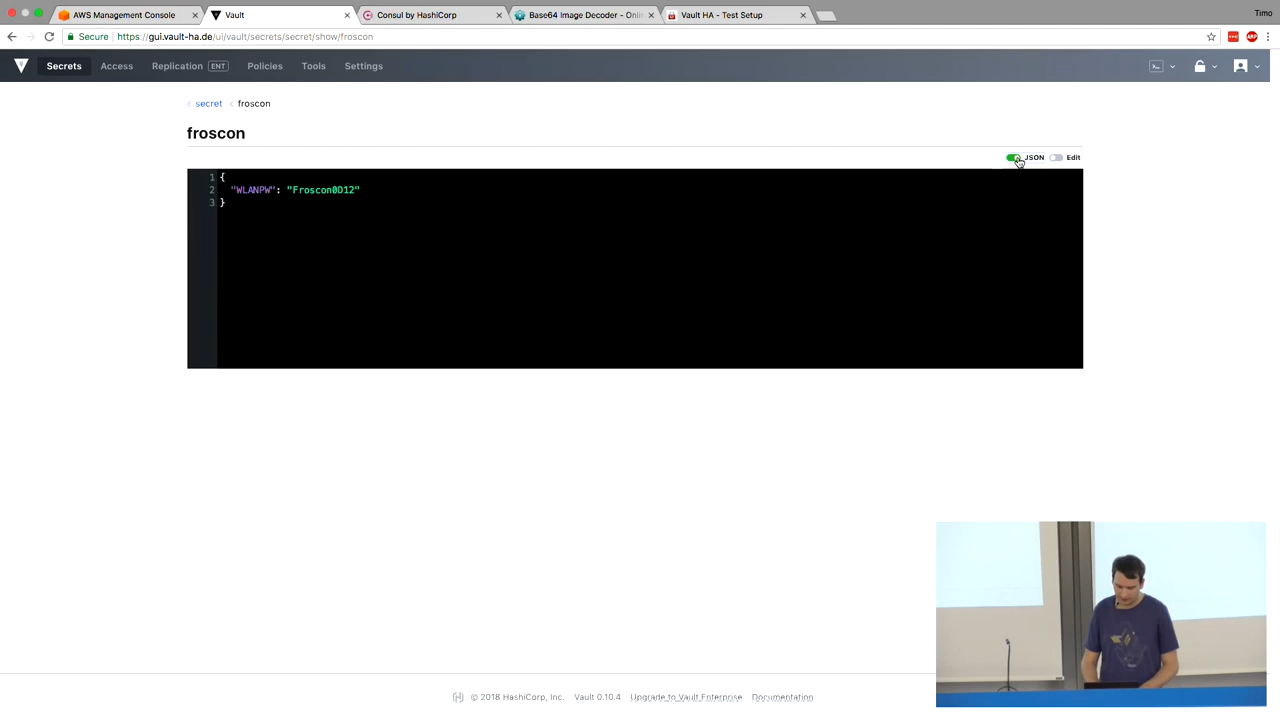 AWS Management Console
Vault
Consul by HashiCorp
Base64 Image Decoder - Onli
Vault HA - Test Setup
Timo
Secure
https://gui.vault-ha.de/ui/vault/secrets/secret/show/froscon
ABP
Secrets
Access
Replication ENT
Policies
Tools
Settings
secret
froscon
froscon
JSON
Edit
1 {
2 "WLANPW": "Froscon0D12"
3 }
© 2018 HashiCorp, Inc.
Vault 0.10.4
Upgrade to Vault Enterprise
Documentation